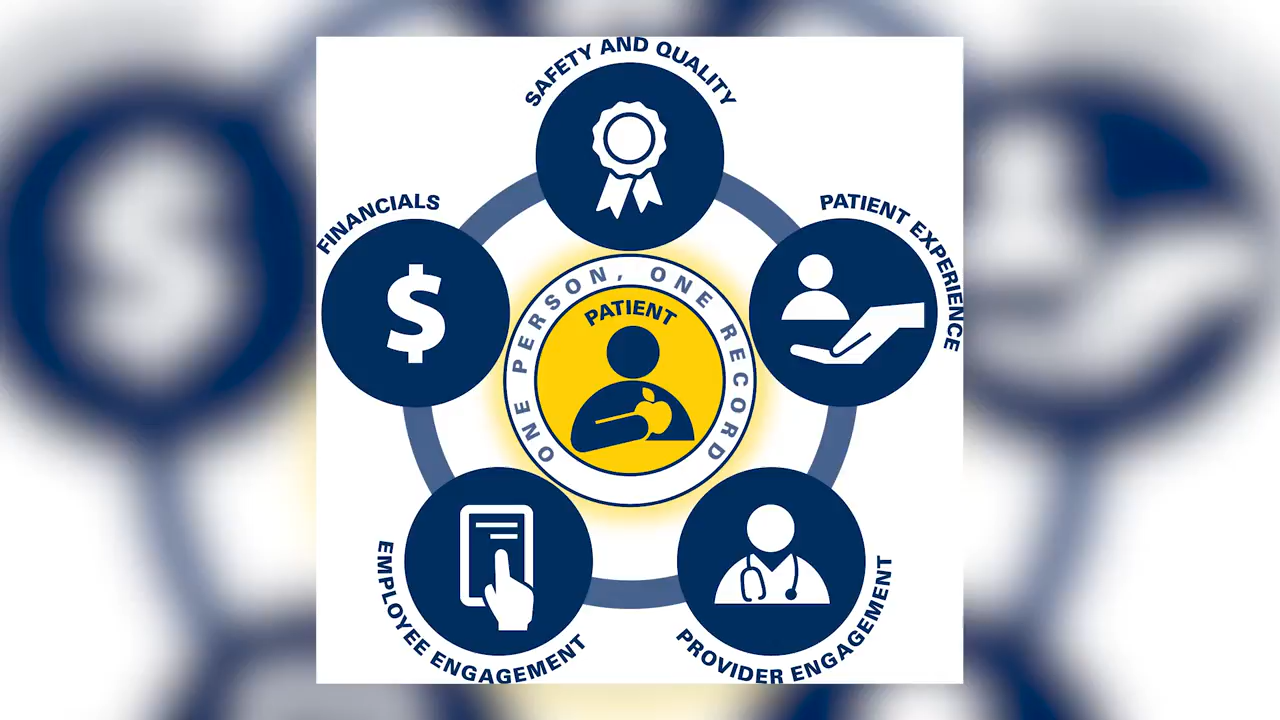 SAFETY AND QUALITY
FINANCIALS
$
PATIENT EXPERIENCE
ONE PERSON, ONE RECORD
PATIENT
EMPLOYEE ENGAGEMENT
PROVIDER ENGAGEMENT